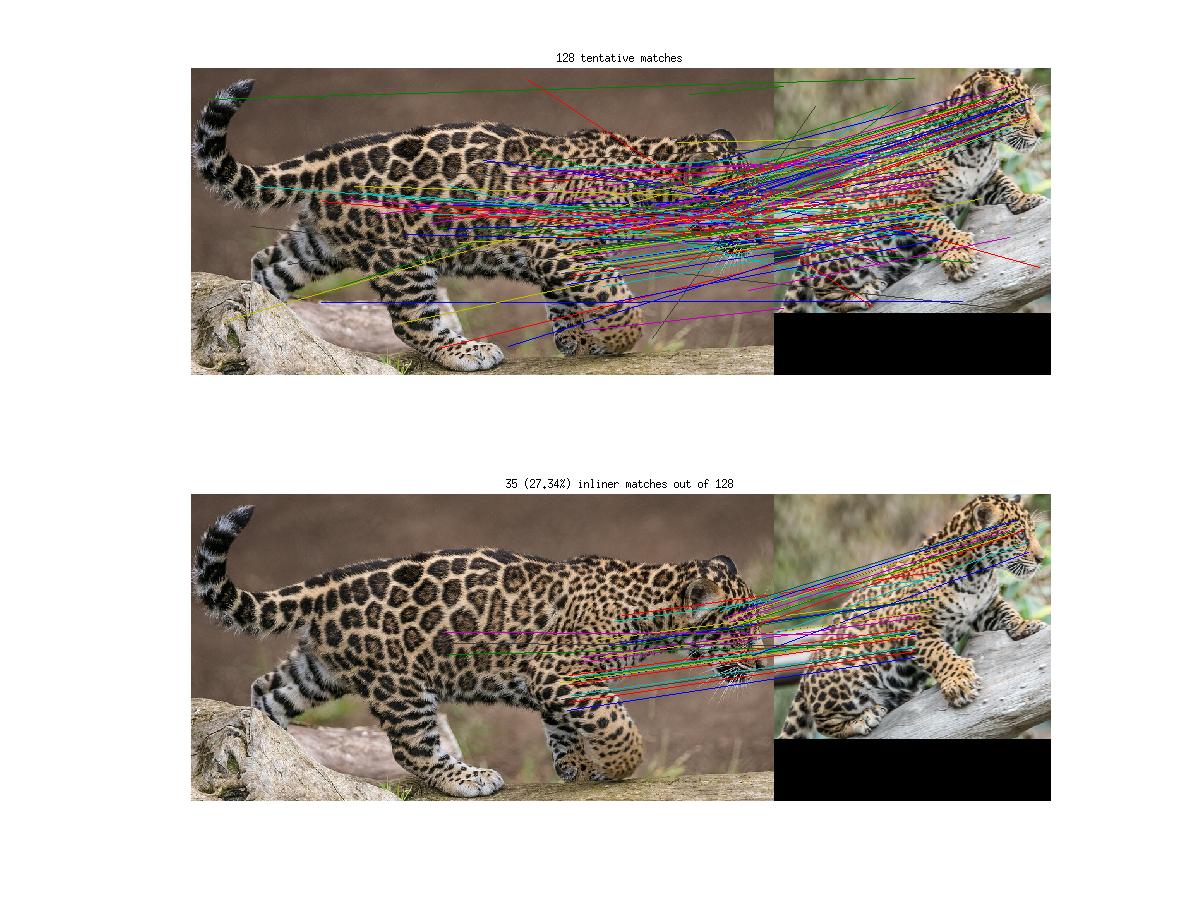 128 tentative matches
35 (27.34%) inliner matches out of 128